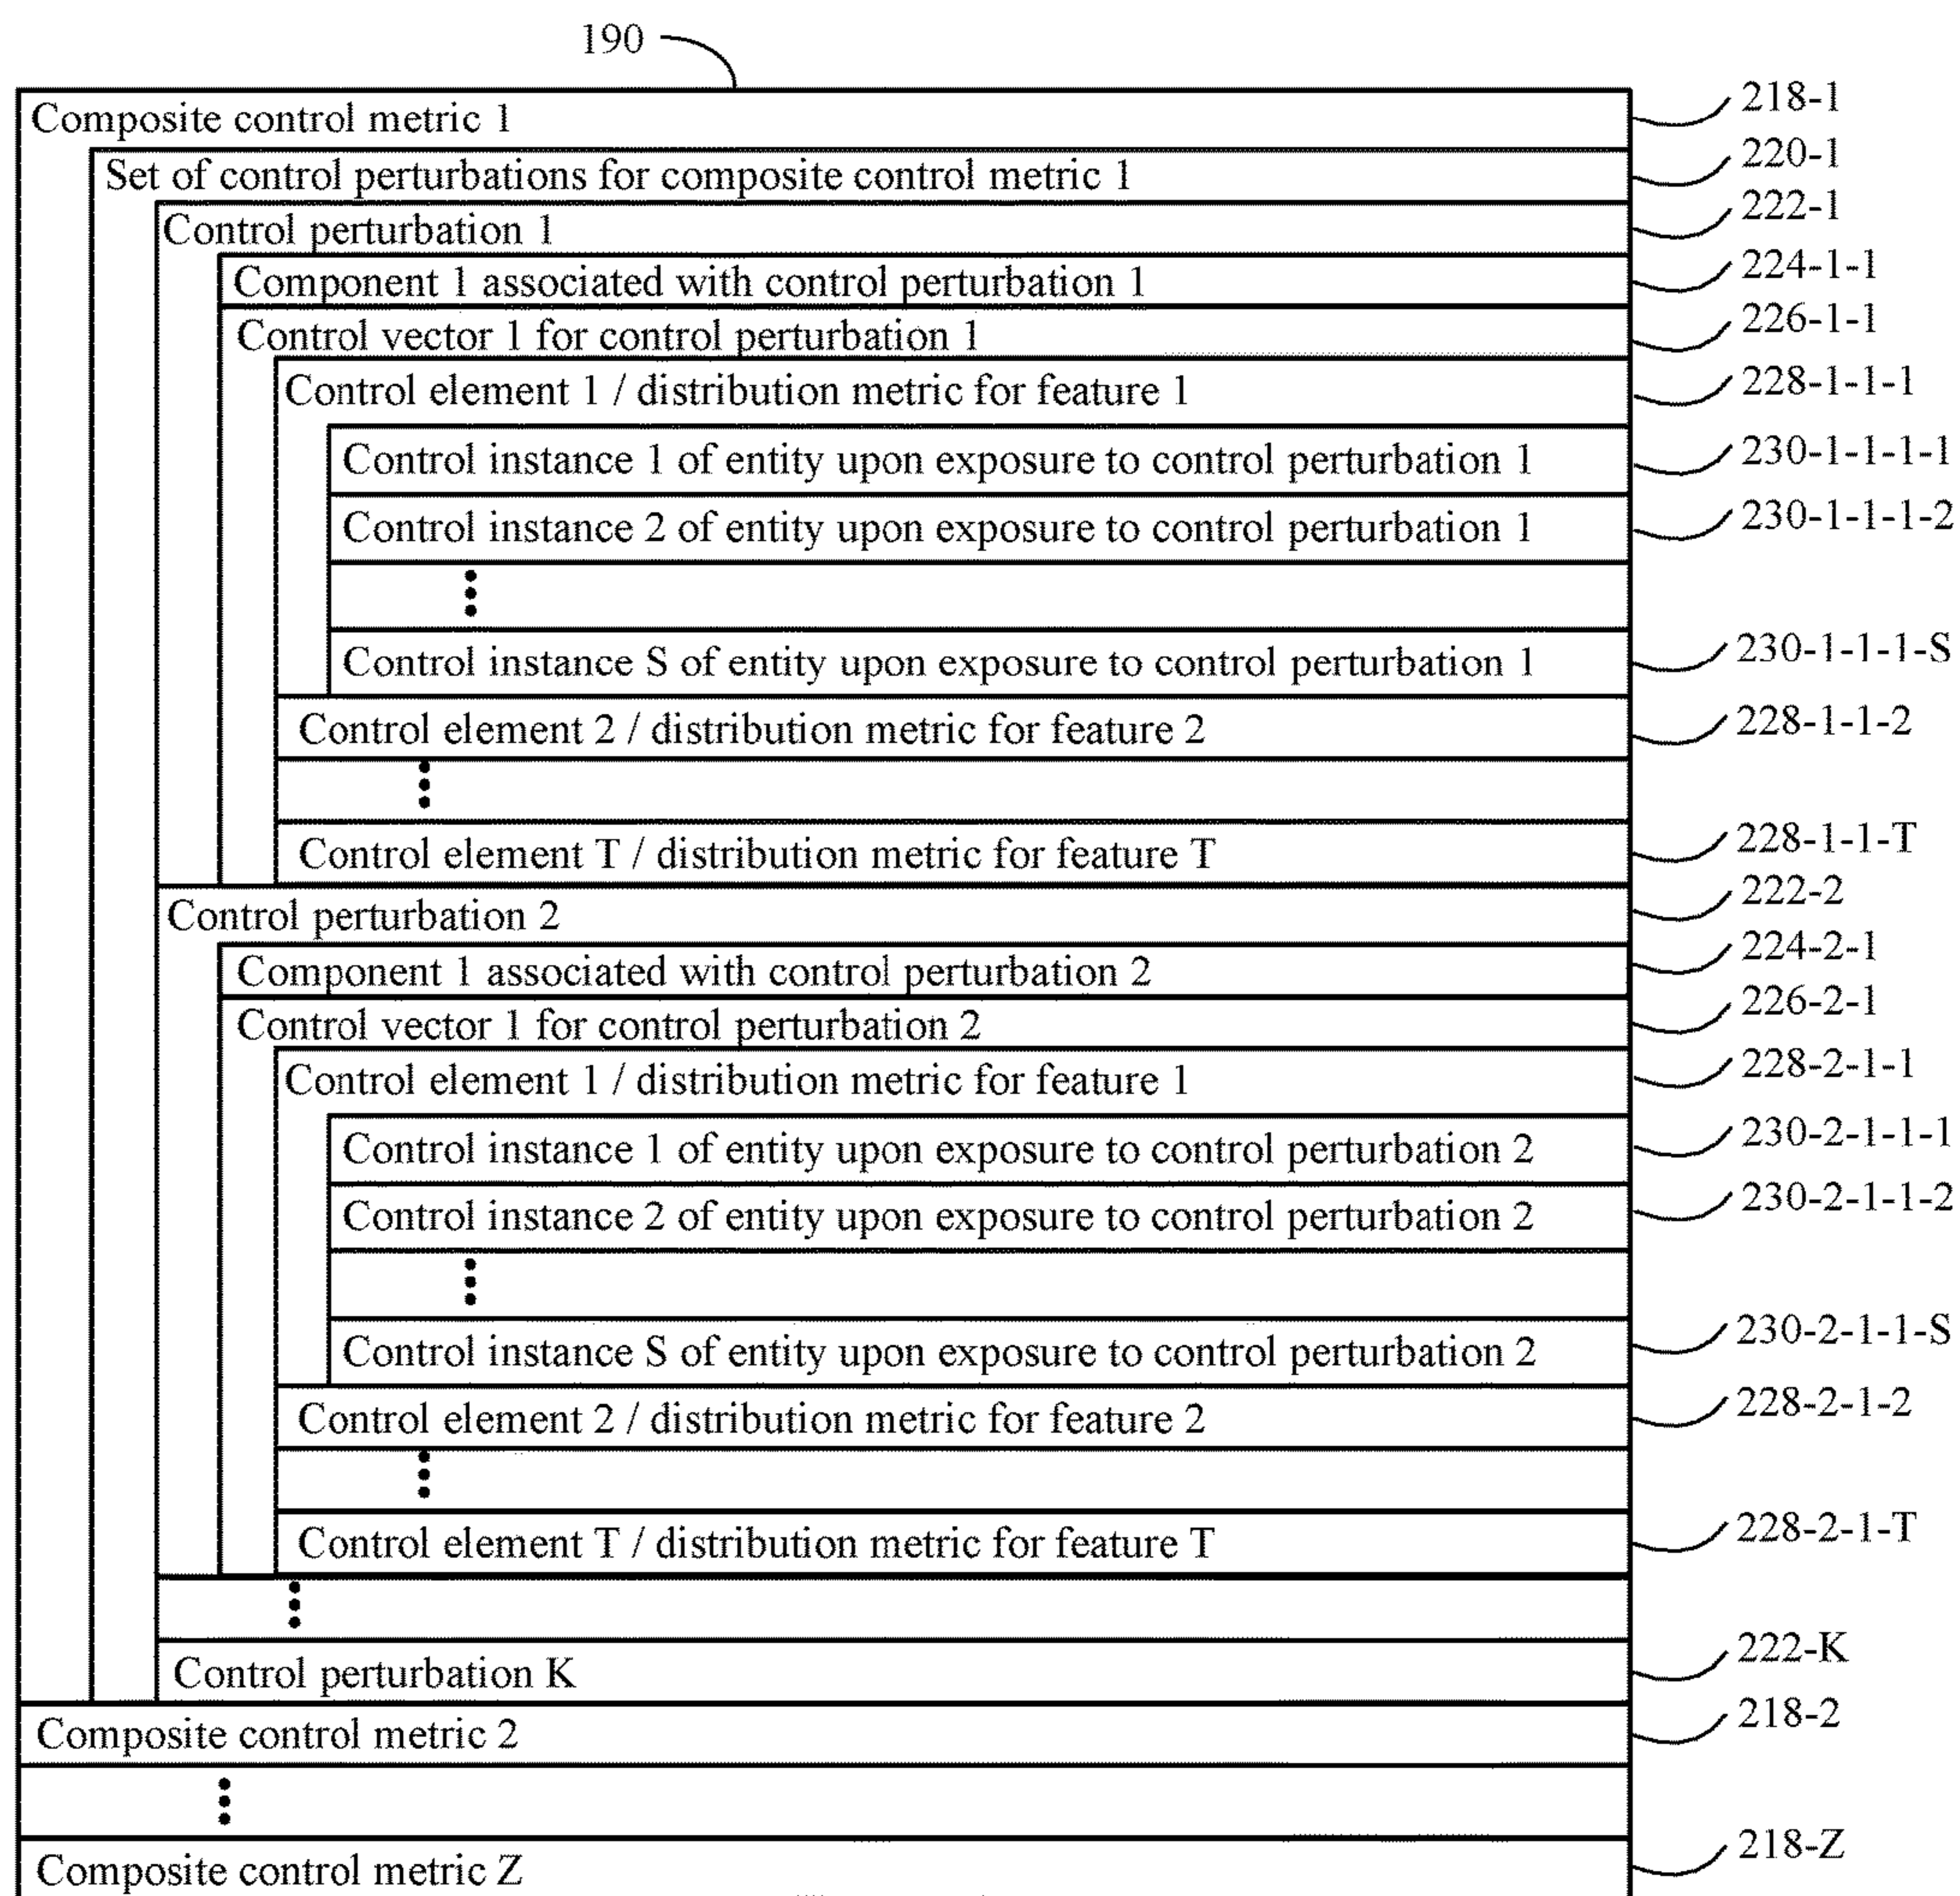 190
Composite control metric 1 218-1
Set of control perturbations for composite control metric 1 220-1
Control perturbation 1 222-1
Component 1 associated with control perturbation 1 224-1-1
Control vector 1 for control perturbation 1 226-1-1
Control element 1 / distribution metric for feature 1 228-1-1-1
Control instance 1 of entity upon exposure to control perturbation 1 230-1-1-1-1
Control instance 2 of entity upon exposure to control perturbation 1 230-1-1-1-2
Control instance S of entity upon exposure to control perturbation 1 230-1-1-1-S
Control element 2 / distribution metric for feature 2 228-1-1-2
Control element T / distribution metric for feature T 228-1-1-T
Control perturbation 2 222-2
Component 1 associated with control perturbation 2 224-2-1
Control vector 1 for control perturbation 2 226-2-1
Control element 1 / distribution metric for feature 1 228-2-1-1
Control instance 1 of entity upon exposure to control perturbation 2 230-2-1-1-1
Control instance 2 of entity upon exposure to control perturbation 2 230-2-1-1-2
Control instance S of entity upon exposure to control perturbation 2 230-2-1-1-S
Control element 2 / distribution metric for feature 2 228-2-1-2
Control element T / distribution metric for feature T 228-2-1-T
Control perturbation K 222-K
Composite control metric 2 218-2
Composite control metric Z 218-Z